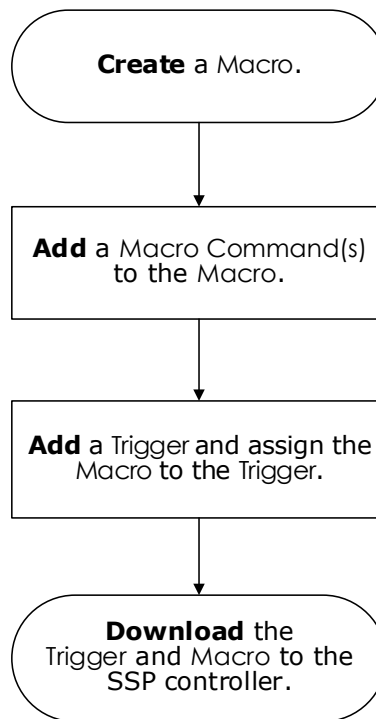 Create a Macro.
Add a Macro Command(s)
to the Macro.
Add a Trigger and assign the
Macro to the Trigger.
Download the
Trigger and Macro to the
SSP controller.